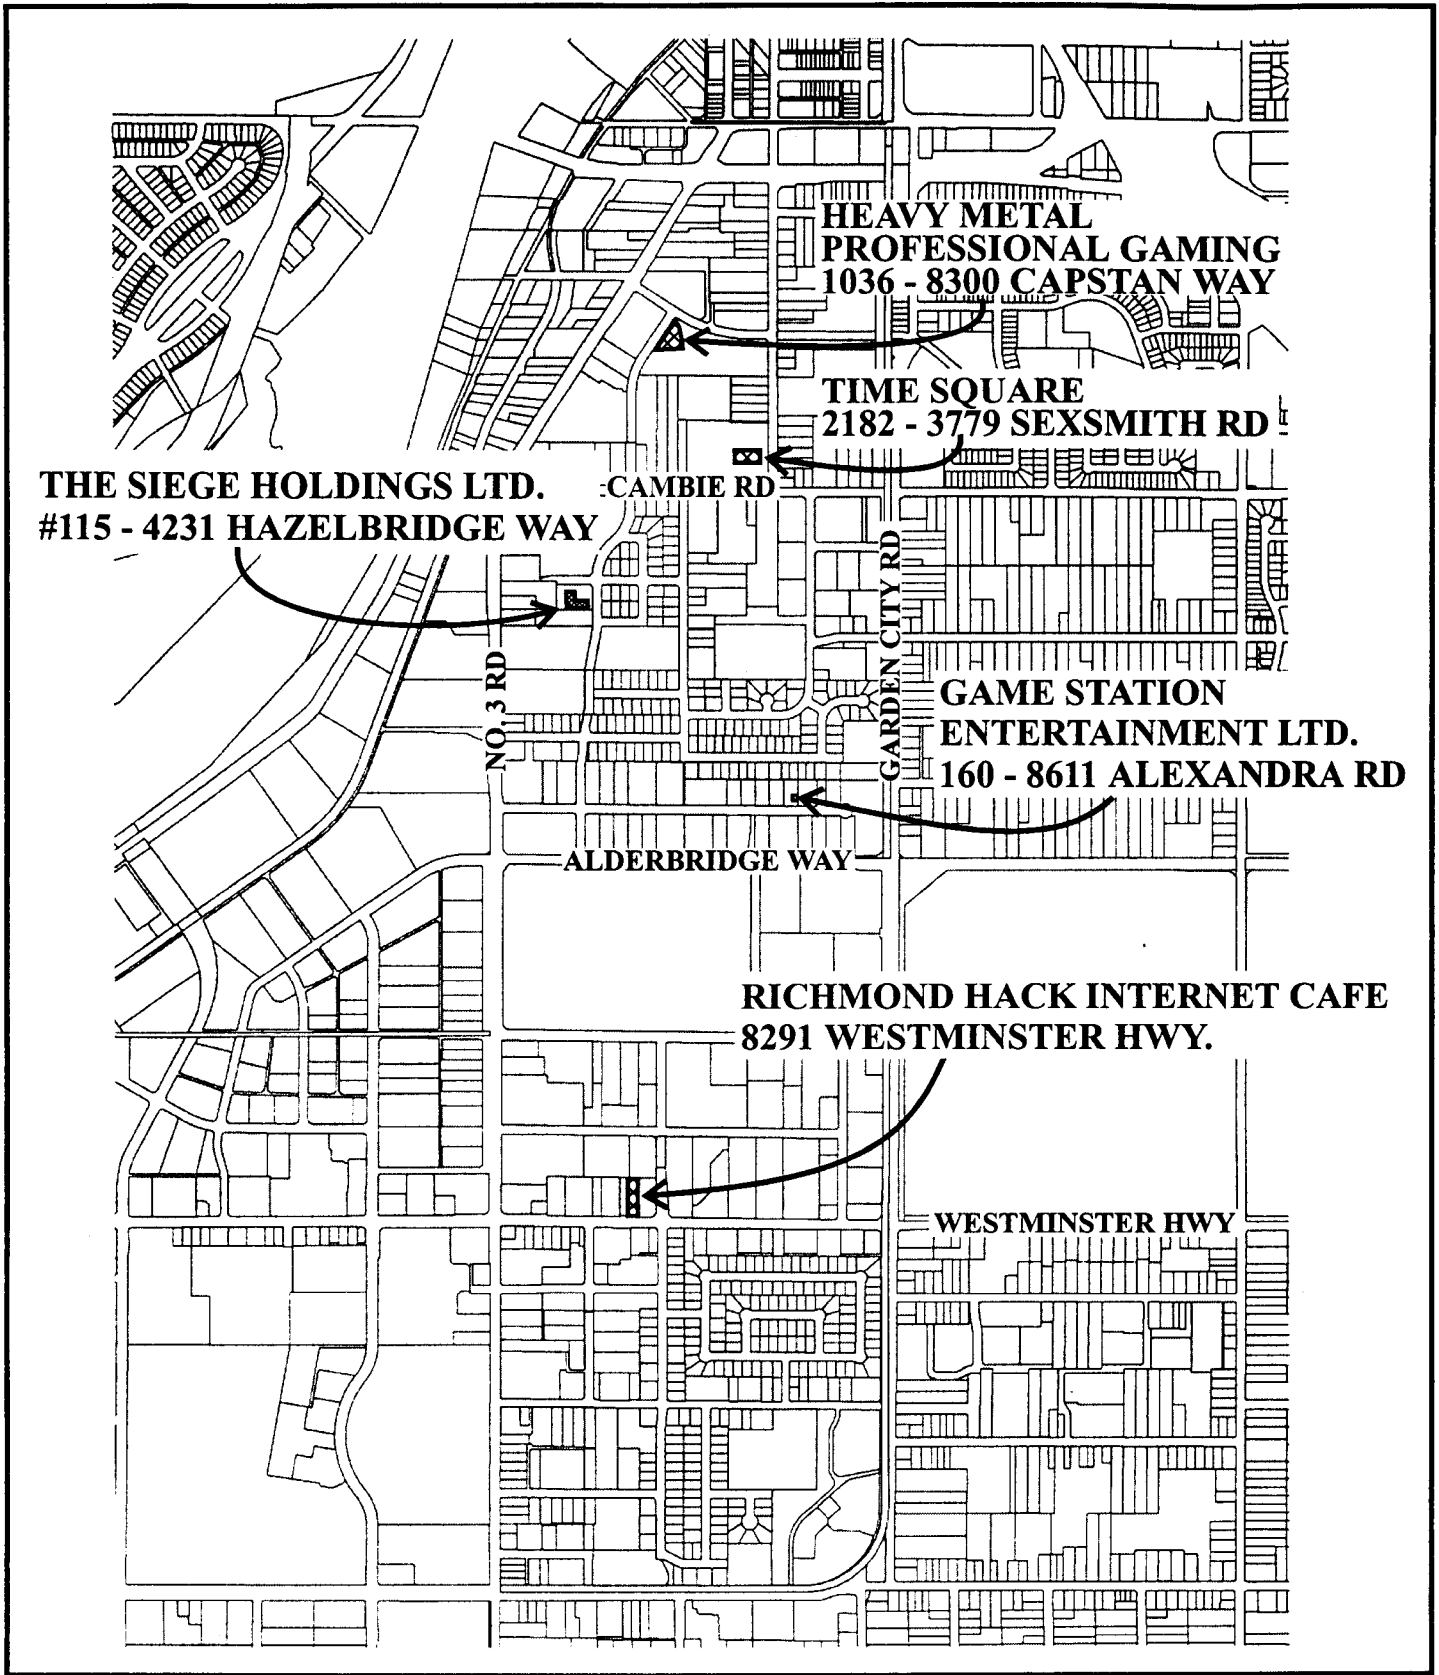 HEAVY METAL
PROFESSIONAL GAMING
1036 - 8300 CAPSTAN WAY
TIME SQUARE
2182 - 3779 SEXSMITH RD
THE SIEGE HOLDINGS LTD.
#115 - 4231 HAZELBRIDGE WAY
CAMBIE RD
GARDEN CITY RD
NO. 3 RD
GAME STATION
ENTERTAINMENT LTD.
160 - 8611 ALEXANDRA RD
ALDERBRIDGE WAY
RICHMOND HACK INTERNET CAFE
8291 WESTMINSTER HWY.
WESTMINSTER HWY